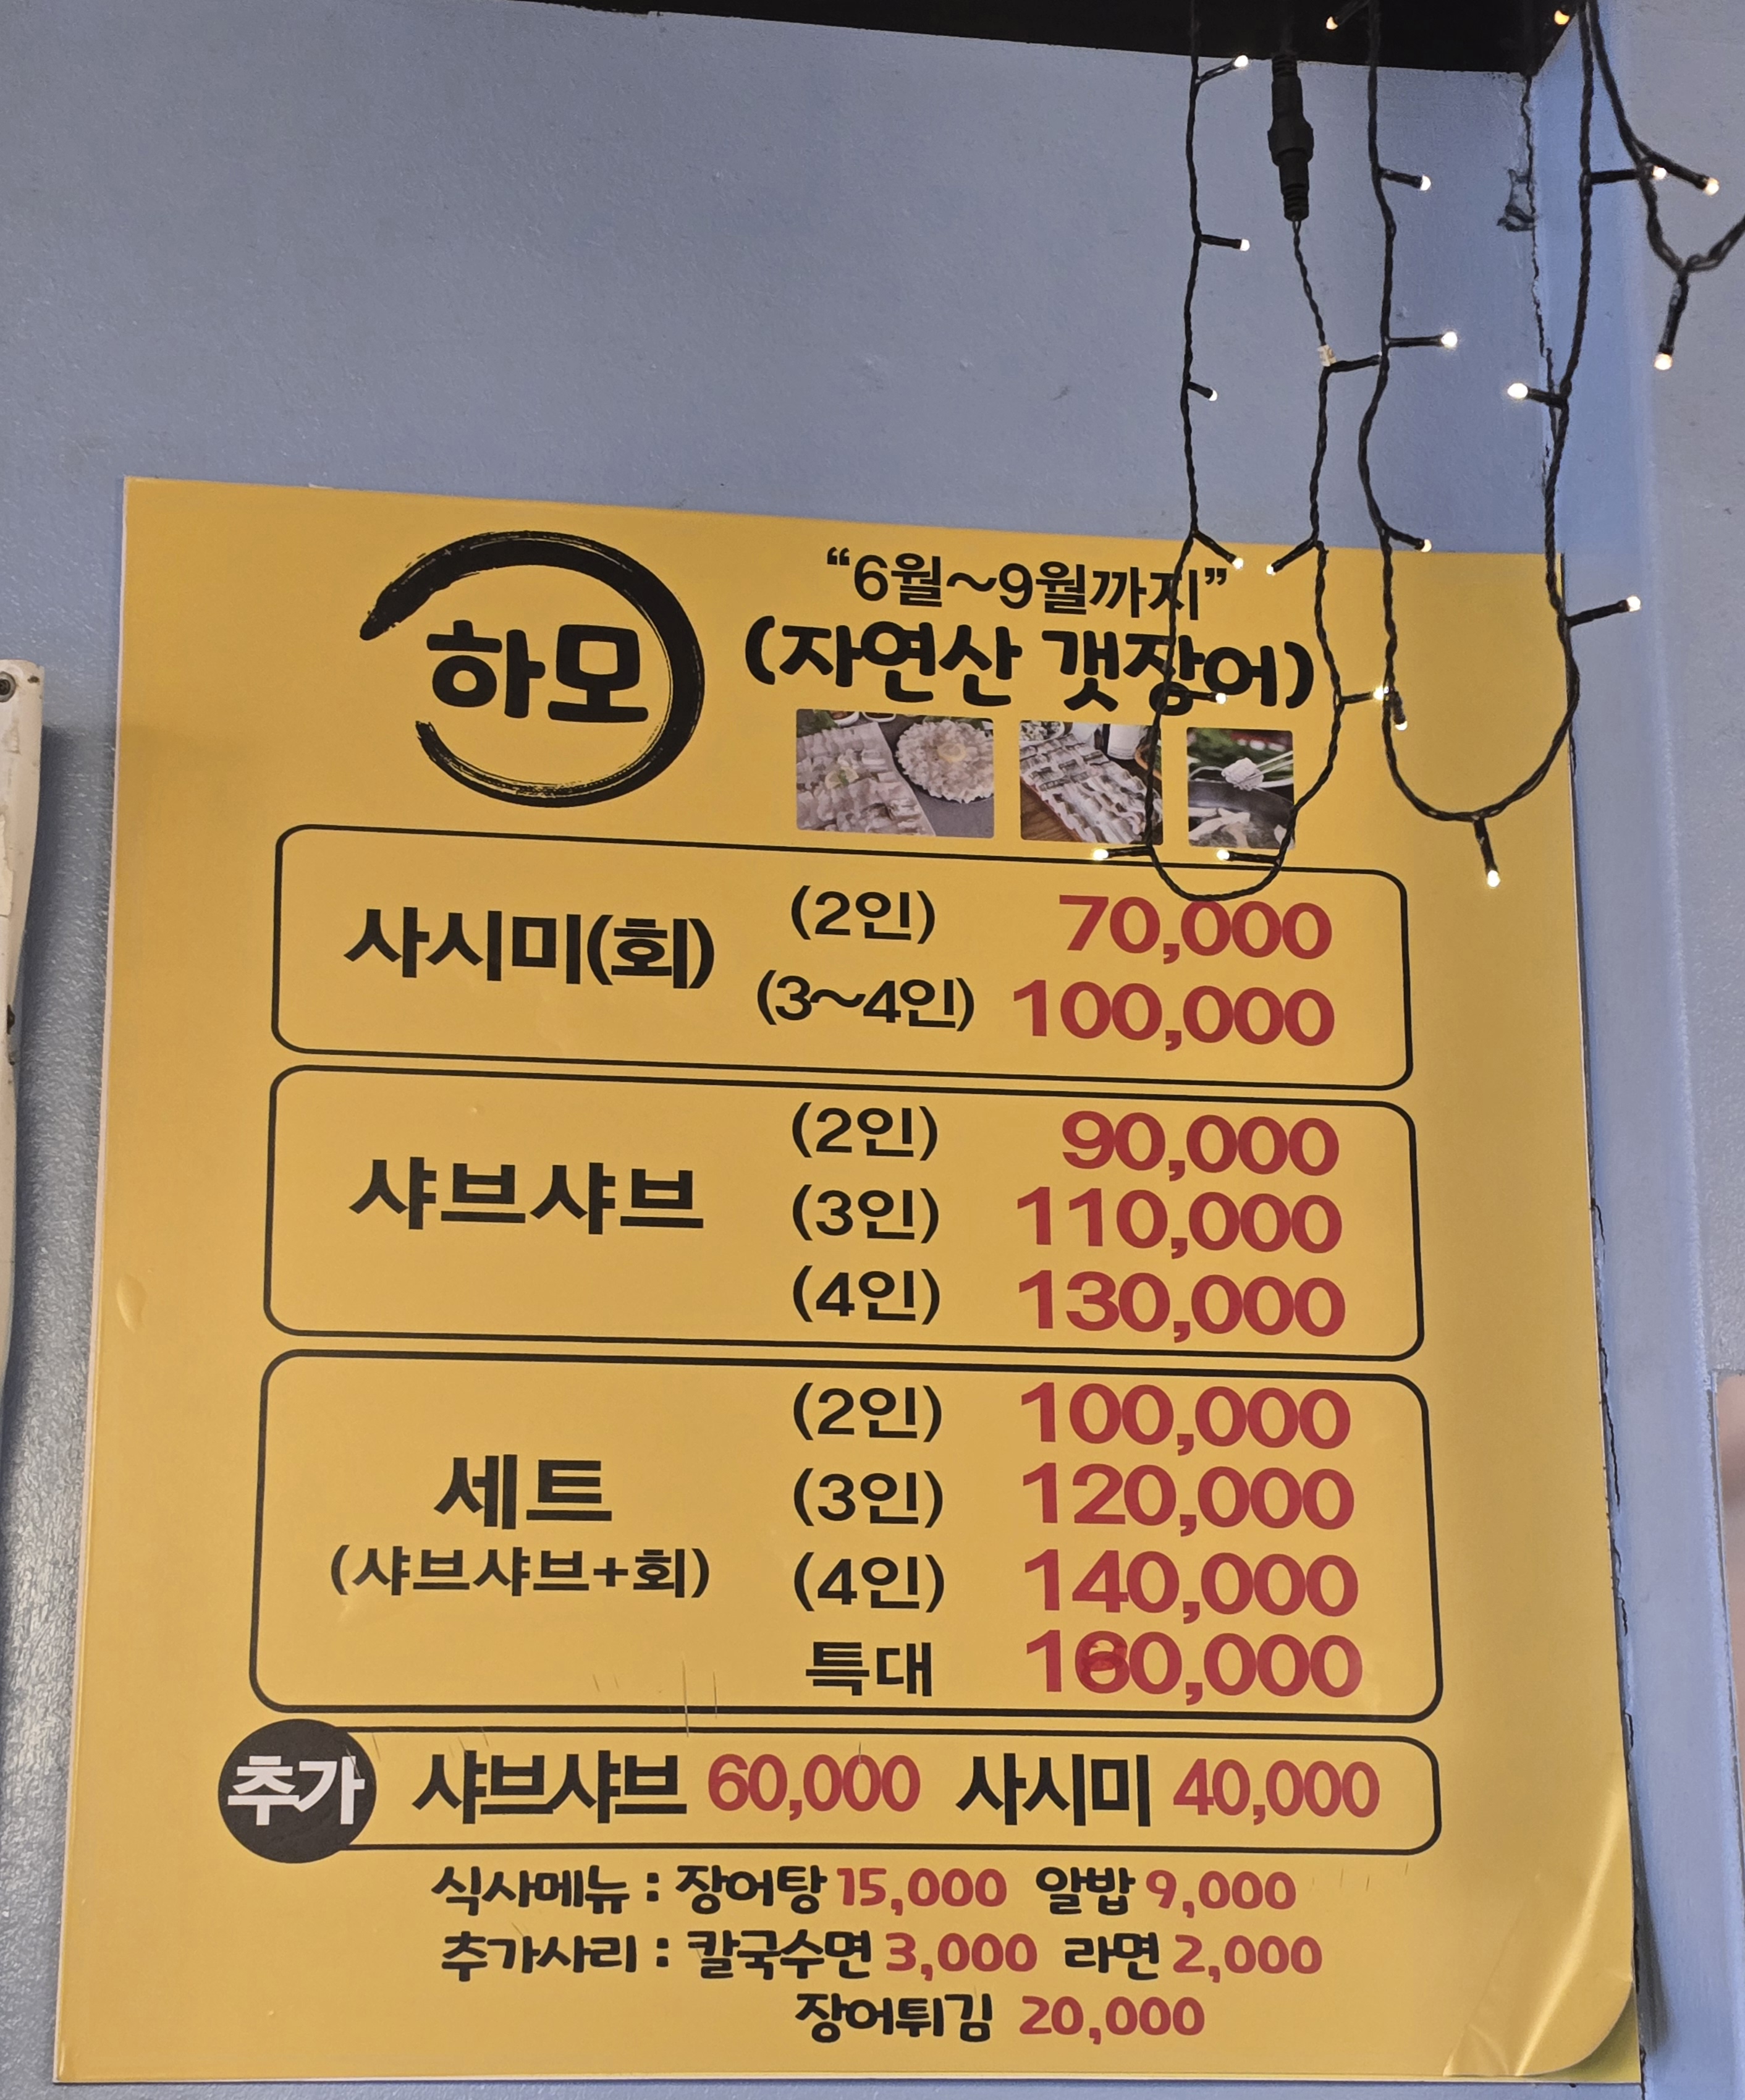 하모
“6월~9월까지”
(자연산 갯장어)
사시미(회)
(2인) 70,000
(3~4인) 100,000
샤브샤브
(2인) 90,000
(3인) 110,000
(4인) 130,000
세트
(샤브샤브+회)
(2인) 100,000
(3인) 120,000
(4인) 140,000
특대 160,000
추가 샤브샤브 60,000 사시미 40,000
식사메뉴 : 장어탕 15,000 알밥 9,000
추가사리 : 칼국수면 3,000 라면 2,000
장어튀김 20,000